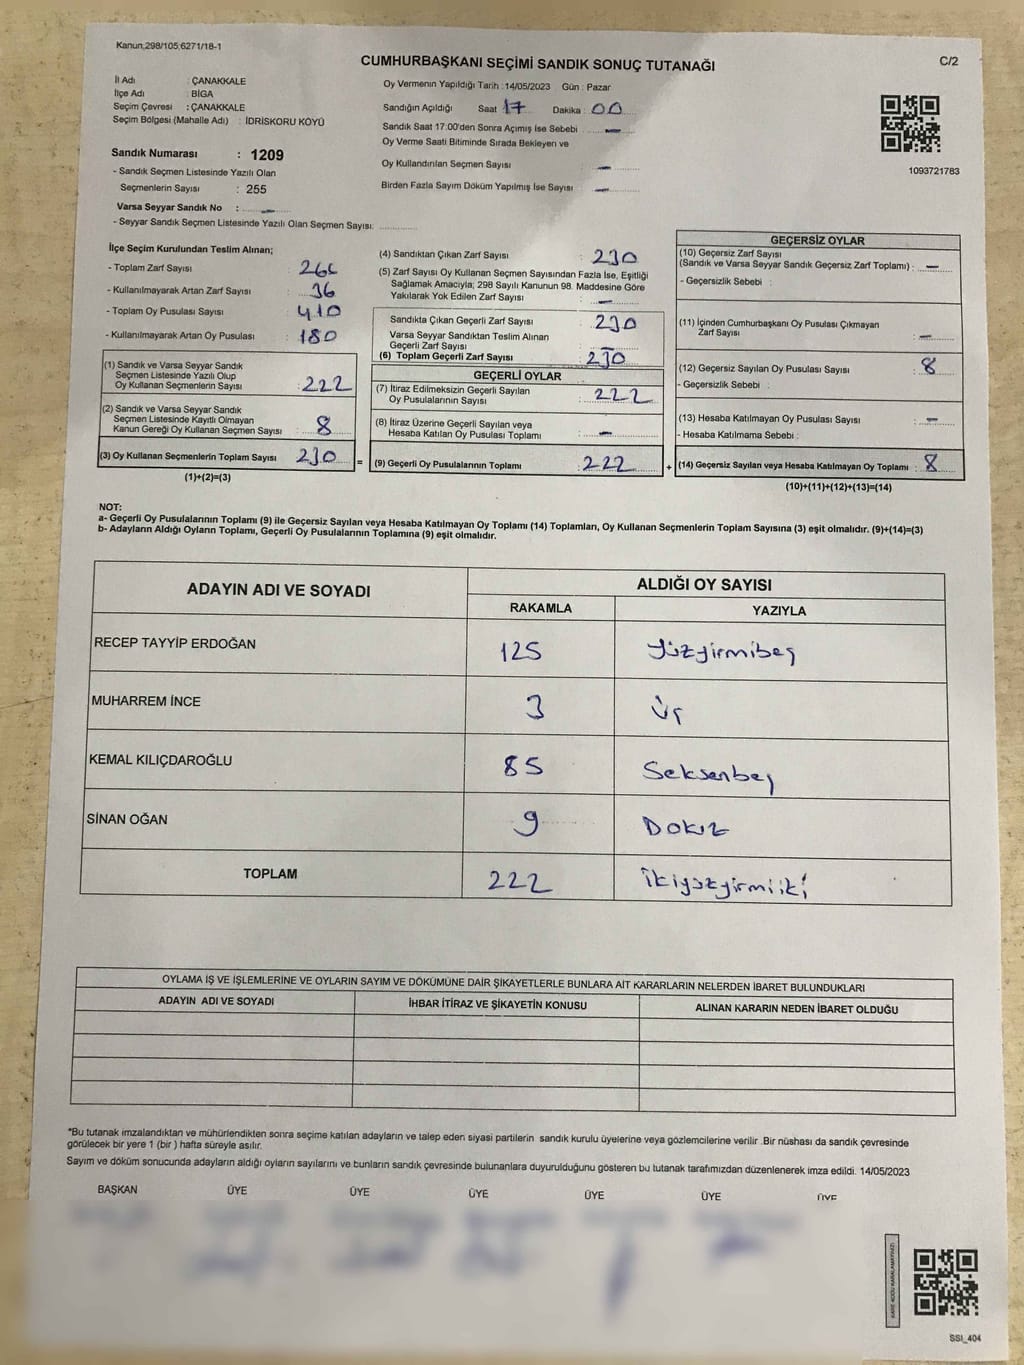 Kanun,298/105;6271/18-1
C/2
CUMHURBAŞKANI SEÇİMİ SANDIK SONUÇ TUTANAĞI
İl Adı : ÇANAKKALE
İlçe Adı : BİGA
Seçim Çevresi : ÇANAKKALE
Seçim Bölgesi (Mahalle Adı) : İDRİSKORU KÖYÜ
Oy Vermenin Yapıldığı Tarih : 14/05/2023 Gün : Pazar
Sandığın Açıldığı Saat 17 Dakika : 00
Sandık Saat 17:00'den Sonra Açımış İse Sebebi : —
Oy Verme Saati Bitiminde Sırada Bekleyen ve
Oy Kullandırılan Seçmen Sayısı —
Birden Fazla Sayım Döküm Yapılmış İse Sayısı —
1093721783
Sandık Numarası : 1209
- Sandık Seçmen Listesinde Yazılı Olan
Seçmenlerin Sayısı : 255
Varsa Seyyar Sandık No : —
- Seyyar Sandık Seçmen Listesinde Yazılı Olan Seçmen Sayısı:
İlçe Seçim Kurulundan Teslim Alınan;
- Toplam Zarf Sayısı
- Kullanılmayarak Artan Zarf Sayısı : 36
- Toplam Oy Pusulası Sayısı : 410
- Kullanılmayarak Artan Oy Pusulası : 180
(1) Sandık ve Varsa Seyyar Sandık
Seçmen Listesinde Yazılı Olup
Oy Kullanan Seçmenlerin Sayısı : 222
(2) Sandık ve Varsa Seyyar Sandık
Seçmen Listesinde Kayıtlı Olmayan
Kanun Gereği Oy Kullanan Seçmen Sayısı : 8
(3) Oy Kullanan Seçmenlerin Toplam Sayısı : 230 =
(1)+(2)=(3)
(4) Sandıktan Çıkan Zarf Sayısı : 230
(5) Zarf Sayısı Oy Kullanan Seçmen Sayısından Fazla İse, Eşitliği
Sağlamak Amacıyla; 298 Sayılı Kanunun 98. Maddesine Göre
Yakılarak Yok Edilen Zarf Sayısı : —
Sandıkta Çıkan Geçerli Zarf Sayısı : 230
Varsa Seyyar Sandıktan Teslim Alınan
Geçerli Zarf Sayısı : —
(6) Toplam Geçerli Zarf Sayısı : 230
GEÇERLİ OYLAR
(7) İtiraz Edilmeksizin Geçerli Sayılan
Oy Pusulalarının Sayısı : 222
(8) İtiraz Üzerine Geçerli Sayılan veya
Hesaba Katılan Oy Pusulası Toplamı : —
(9) Geçerli Oy Pusulalarının Toplamı : 222 +
GEÇERSİZ OYLAR
(10) Geçersiz Zarf Sayısı
(Sandık ve Varsa Seyyar Sandık Geçersiz Zarf Toplamı) : —
- Geçersizlik Sebebi :
(11) İçinden Cumhurbaşkanı Oy Pusulası Çıkmayan
Zarf Sayısı : —
(12) Geçersiz Sayılan Oy Pusulası Sayısı : 8
- Geçersizlik Sebebi :
(13) Hesaba Katılmayan Oy Pusulası Sayısı : —
- Hesaba Katılmama Sebebi :
(14) Geçersiz Sayılan veya Hesaba Katılmayan Oy Toplamı : 8
(10)+(11)+(12)+(13)=(14)
NOT:
a- Geçerli Oy Pusulalarının Toplamı (9) ile Geçersiz Sayılan veya Hesaba Katılmayan Oy Toplamı (14) Toplamları, Oy Kullanan Seçmenlerin Toplam Sayısına (3) eşit olmalıdır. (9)+(14)=(3)
b- Adayların Aldığı Oyların Toplamı, Geçerli Oy Pusulalarının Toplamına (9) eşit olmalıdır.
ADAYIN ADI VE SOYADI ALDIĞI OY SAYISI
RAKAMLA YAZIYLA
RECEP TAYYİP ERDOĞAN 125 Yüzyirmibeş
MUHARREM İNCE 3 Üç
KEMAL KILIÇDAROĞLU 85 Seksenbeş
SİNAN OĞAN 9 Dokuz
TOPLAM 222 İkiyüzyirmiiki
OYLAMA İŞ VE İŞLEMLERİNE VE OYLARIN SAYIM VE DÖKÜMÜNE DAİR ŞİKAYETLERLE BUNLARA AİT KARARLARIN NELERDEN İBARET BULUNDUKLARI
ADAYIN ADI VE SOYADI İHBAR İTİRAZ VE ŞİKAYETİN KONUSU ALINAN KARARIN NEDEN İBARET OLDUĞU
*Bu tutanak imzalandıktan ve mühürlendikten sonra seçime katılan adayların ve talep eden siyasi partilerin sandık kurulu üyelerine veya gözlemcilerine verilir .Bir nüshası da sandık çevresinde
görülecek bir yere 1 (bir ) hafta süreyle asılır.
Sayım ve döküm sonucunda adayların aldığı oyların sayılarını ve bunların sandık çevresinde bulunanlara duyurulduğunu gösteren bu tutanak tarafımızdan düzenlenerek imza edildi. 14/05/2023
BAŞKAN ÜYE ÜYE ÜYE ÜYE ÜYE ÜYE
SSI_404